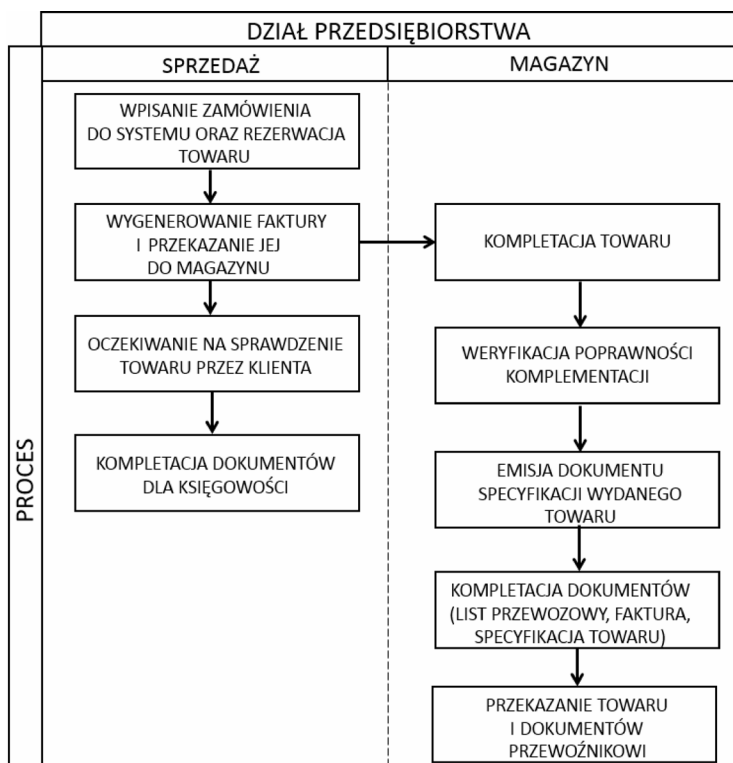 DZIAŁ PRZEDSIĘBIORSTWA
SPRZEDAŻ
MAGAZYN
PROCES
WPISANIE ZAMÓWIENIA
DO SYSTEMU ORAZ REZERWACJA
TOWARU
WYGENEROWANIE FAKTURY
I PRZEKAZANIE JEJ
DO MAGAZYNU
OCZEKIWANIE NA SPRAWDZENIE
TOWARU PRZEZ KLIENTA
KOMPLETACJA DOKUMENTÓW
DLA KSIĘGOWOŚCI
KOMPLETACJA TOWARU
WERYFIKACJA POPRAWNOŚCI
KOMPLEMENTACJI
EMISJA DOKUMENTU
SPECYFIKACJI WYDANEGO
TOWARU
KOMPLETACJA DOKUMENTÓW
(LIST PRZEWOZOWY, FAKTURA,
SPECYFIKACJA TOWARU)
PRZEKAZANIE TOWARU
I DOKUMENTÓW
PRZEWOŹNIKOWI